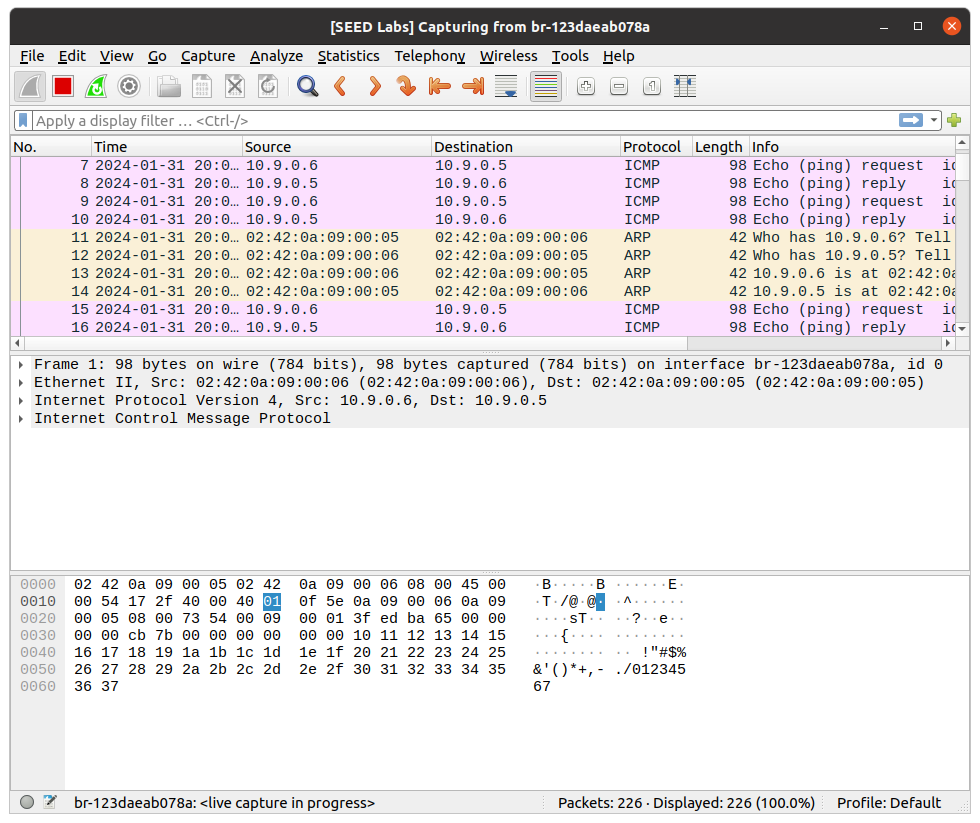 [SEED Labs] Capturing from br-123daeab078a
File Edit View Go Capture Analyze Statistics Telephony Wireless Tools Help
Apply a display filter … <Ctrl-/>
No. Time Source Destination Protocol Length Info
7 2024-01-31 20:0… 10.9.0.6 10.9.0.5 ICMP 98 Echo (ping) request id
8 2024-01-31 20:0… 10.9.0.5 10.9.0.6 ICMP 98 Echo (ping) reply id
9 2024-01-31 20:0… 10.9.0.6 10.9.0.5 ICMP 98 Echo (ping) request id
10 2024-01-31 20:0… 10.9.0.5 10.9.0.6 ICMP 98 Echo (ping) reply id
11 2024-01-31 20:0… 02:42:0a:09:00:05 02:42:0a:09:00:06 ARP 42 Who has 10.9.0.6? Tell
12 2024-01-31 20:0… 02:42:0a:09:00:06 02:42:0a:09:00:05 ARP 42 Who has 10.9.0.5? Tell
13 2024-01-31 20:0… 02:42:0a:09:00:06 02:42:0a:09:00:05 ARP 42 10.9.0.6 is at 02:42:0a
14 2024-01-31 20:0… 02:42:0a:09:00:05 02:42:0a:09:00:06 ARP 42 10.9.0.5 is at 02:42:0a
15 2024-01-31 20:0… 10.9.0.6 10.9.0.5 ICMP 98 Echo (ping) request id
16 2024-01-31 20:0… 10.9.0.5 10.9.0.6 ICMP 98 Echo (ping) reply id
Frame 1: 98 bytes on wire (784 bits), 98 bytes captured (784 bits) on interface br-123daeab078a, id 0
Ethernet II, Src: 02:42:0a:09:00:06 (02:42:0a:09:00:06), Dst: 02:42:0a:09:00:05 (02:42:0a:09:00:05)
Internet Protocol Version 4, Src: 10.9.0.6, Dst: 10.9.0.5
Internet Control Message Protocol
0000 02 42 0a 09 00 05 02 42 0a 09 00 06 08 00 45 00 ·B·····B ······E·
0010 00 54 17 2f 40 00 40 01 0f 5e 0a 09 00 06 0a 09 ·T·/@·@· ·^······
0020 00 05 08 00 73 54 00 09 00 01 3f ed ba 65 00 00 ····sT·· ··?··e··
0030 00 00 cb 7b 00 00 00 00 00 00 10 11 12 13 14 15 ···{···· ········
0040 16 17 18 19 1a 1b 1c 1d 1e 1f 20 21 22 23 24 25 ········ ·· !"#$%
0050 26 27 28 29 2a 2b 2c 2d 2e 2f 30 31 32 33 34 35 &'()*+,- ./012345
0060 36 37 67
br-123daeab078a: <live capture in progress> Packets: 226 · Displayed: 226 (100.0%) Profile: Default